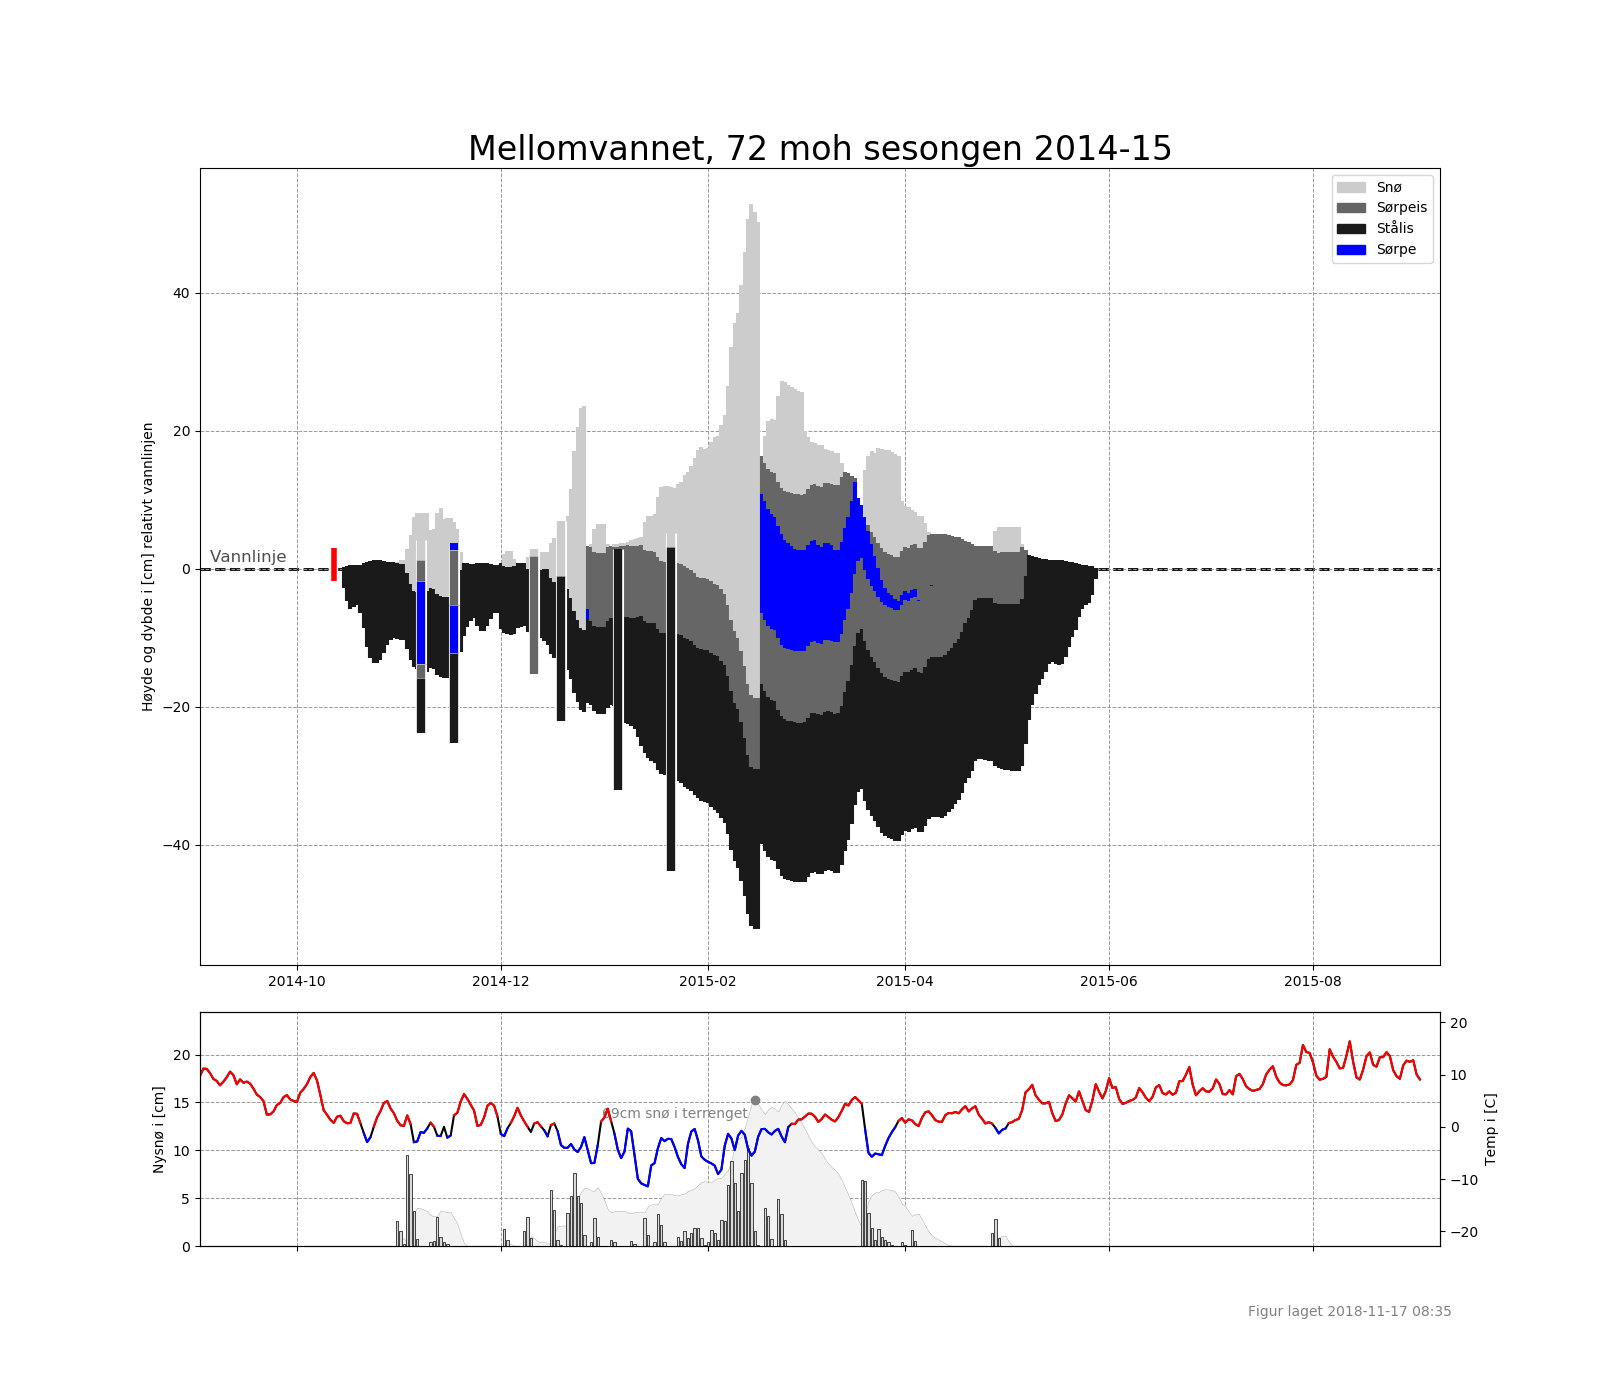 Mellomvannet, 72 moh sesongen 2014-15
Høyde og dybde i [cm] relativt vannlinjen
40
20
0
−20
−40
Vannlinje
Snø
Sørpeis
Stålis
Sørpe
2014-10 2014-12 2015-02 2015-04 2015-06 2015-08
Nysnø i [cm]
20
15
10
5
0
69cm snø i terrenget
20
10
0
−10
−20
Temp i [C]
Figur laget 2018-11-17 08:35